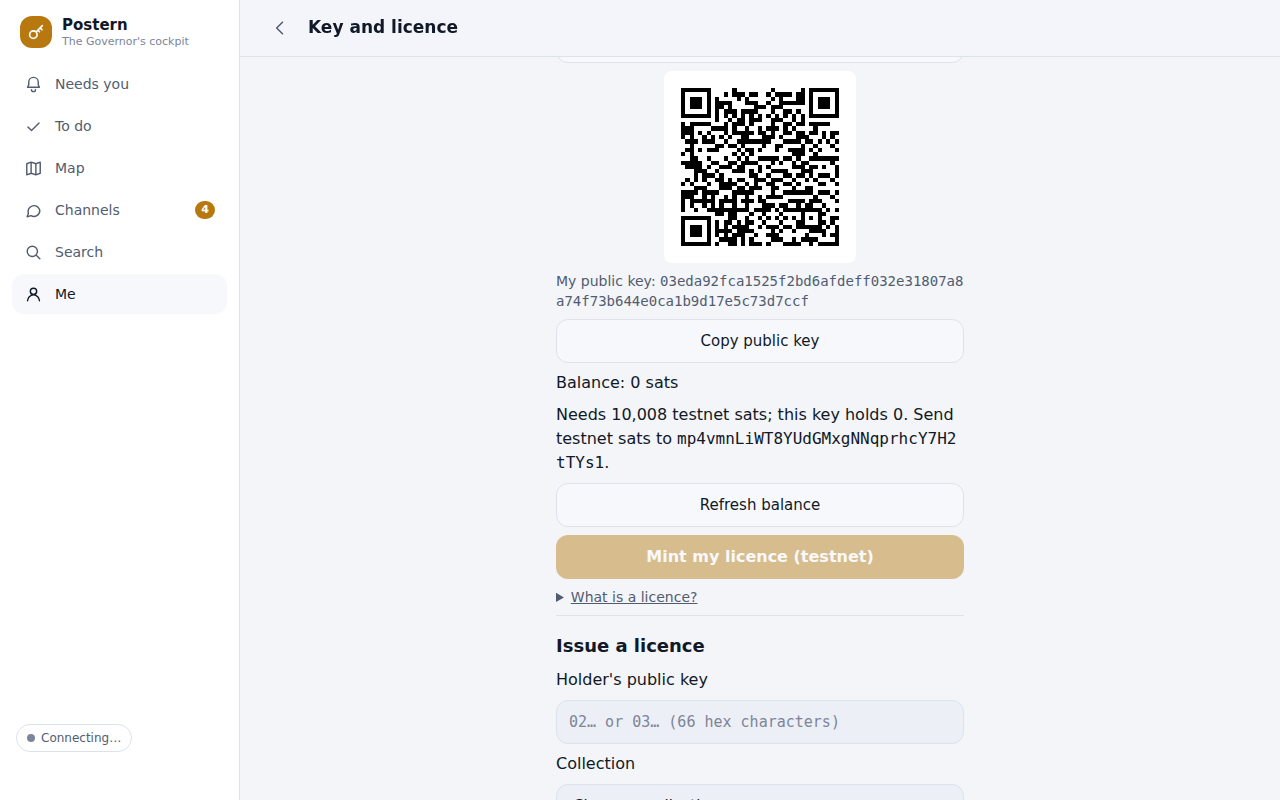 Postern
The Governor's cockpit
Needs you
To do
Map
Channels
4
Search
Me
Connecting…
Key and licence
My public key: 03eda92fca1525f2bd6afdeff032e31807a8
a74f73b644e0ca1b9d17e5c73d7ccf
Copy public key
Balance: 0 sats
Needs 10,008 testnet sats; this key holds 0. Send
testnet sats to mp4vmnLiWT8YUdGMxgNNqprhcY7H2
tTYs1.
Refresh balance
Mint my licence (testnet)
What is a licence?
Issue a licence
Holder's public key
02… or 03… (66 hex characters)
Collection